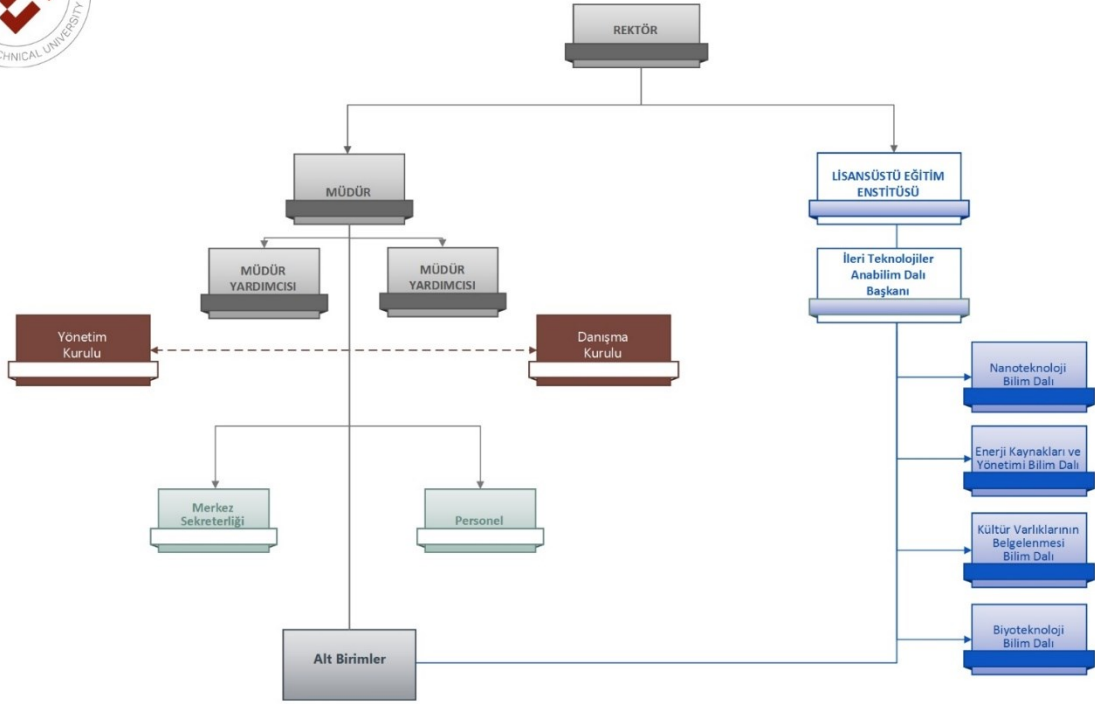 CHNICAL UNIVERSITY
REKTÖR
MÜDÜR
LİSANSÜSTÜ EĞİTİM
ENSTİTÜSÜ
MÜDÜR
YARDIMCISI
MÜDÜR
YARDIMCISI
İleri Teknolojiler
Anabilim Dalı
Başkanı
Yönetim
Kurulu
Danışma
Kurulu
Nanoteknoloji
Bilim Dalı
Enerji Kaynakları ve
Yönetimi Bilim Dalı
Merkez
Sekreterliği
Personel
Kültür Varlıklarının
Belgelenmesi
Bilim Dalı
Biyoteknoloji
Bilim Dalı
Alt Birimler